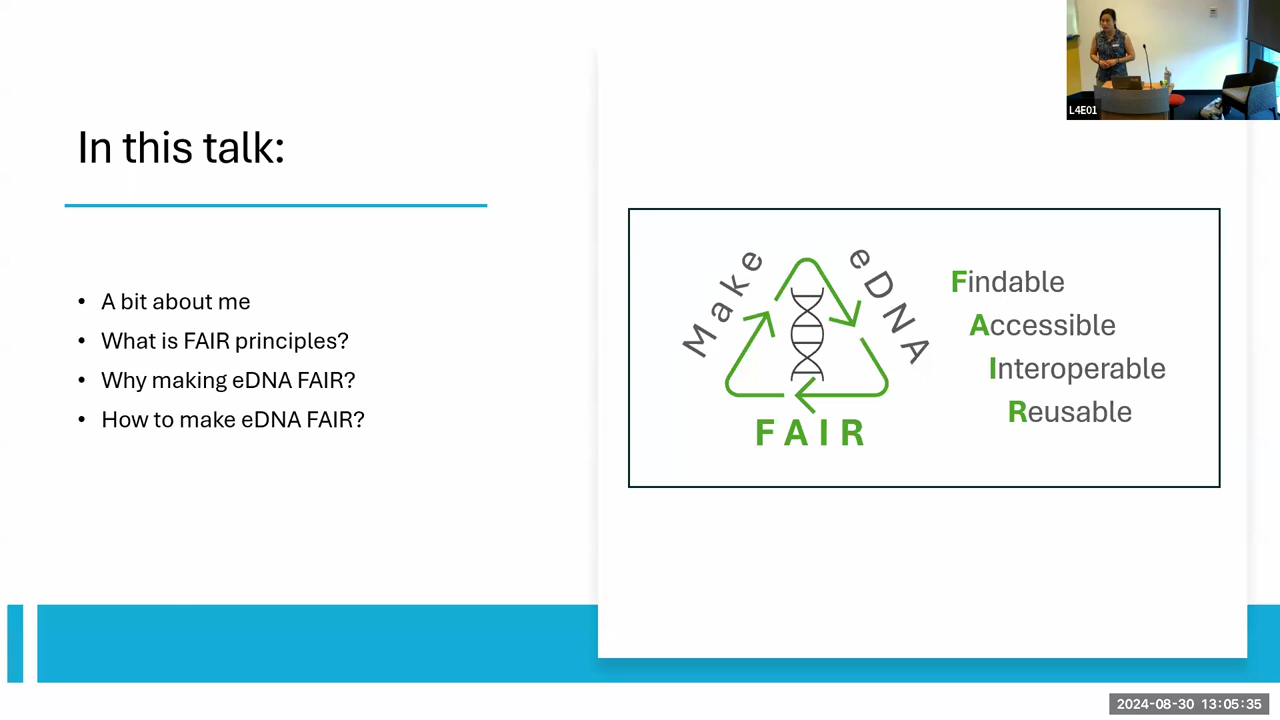 In this talk:
• A bit about me
• What is FAIR principles?
• Why making eDNA FAIR?
• How to make eDNA FAIR?
Make eDNA
FAIR
Findable
Accessible
Interoperable
Reusable
L4E01
2024-08-30 13:05:35